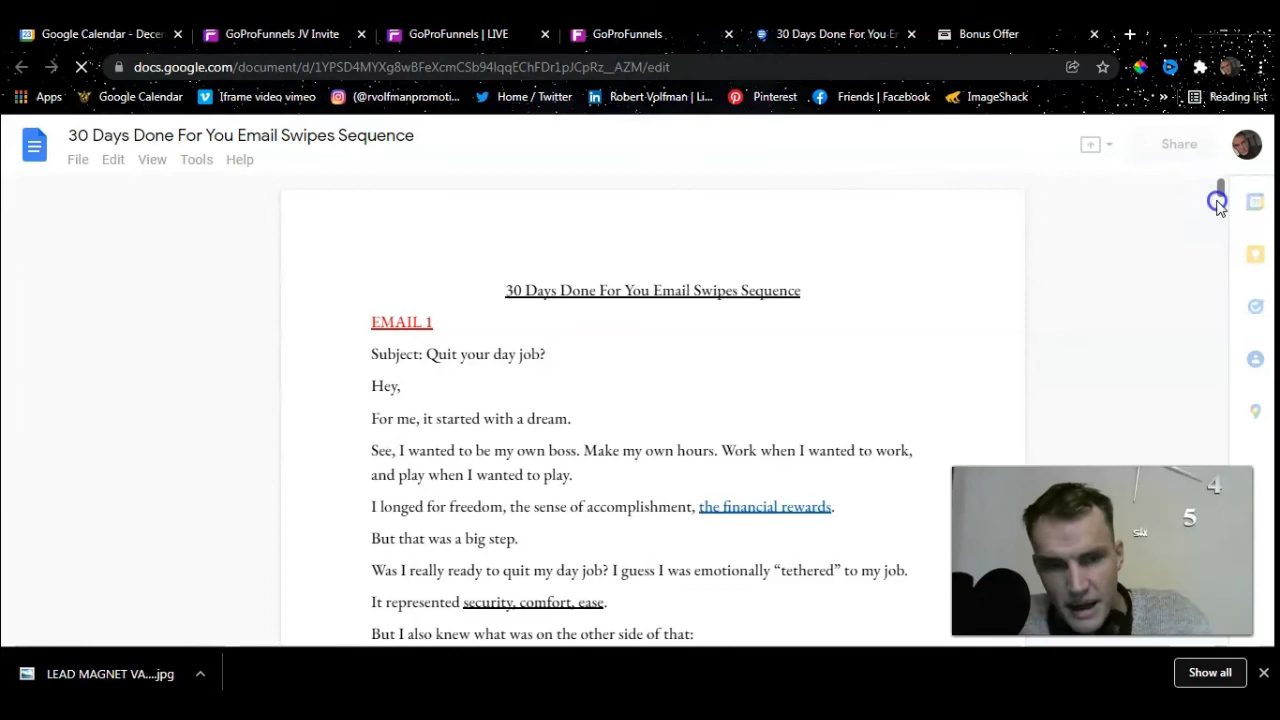 Google Calendar - Decen
GoProFunnels JV Invite
GoProFunnels | LIVE
GoProFunnels
30 Days Done For You Er
Bonus Offer
docs.google.com/document/d/1YPSD4MYXg8wBFeXcmCSb94lqqEChFDr1pJCpRz__AZM/edit
Apps
Google Calendar
Iframe video vimeo
(@rvolfmanpromoti...
Home / Twitter
Robert Volfman | Li...
Pinterest
Friends | Facebook
ImageShack
»
Reading list
30 Days Done For You Email Swipes Sequence
File Edit View Tools Help
Share
30 Days Done For You Email Swipes Sequence
EMAIL 1
Subject: Quit your day job?
Hey,
For me, it started with a dream.
See, I wanted to be my own boss. Make my own hours. Work when I wanted to work,
and play when I wanted to play.
I longed for freedom, the sense of accomplishment, the financial rewards.
But that was a big step.
Was I really ready to quit my day job? I guess I was emotionally “tethered” to my job.
It represented security, comfort, ease.
But I also knew what was on the other side of that:
4
5
six
LEAD MAGNET VA....jpg
Show all